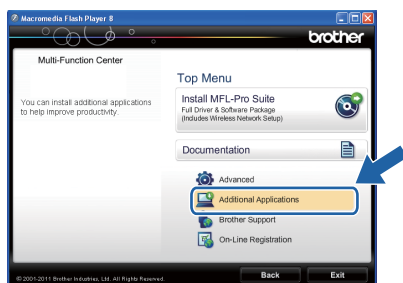 Macromedia Flash Player 8
brother
Multi-Function Center
You can install additional applications
to help improve productivity.
Top Menu
Install MFL-Pro Suite
Full Driver & Software Package
(Includes Wireless Network Setup)
Documentation
Advanced
Additional Applications
Brother Support
On-Line Registration
© 2001-2011 Brother Industries, Ltd. All Rights Reserved.
Back
Exit